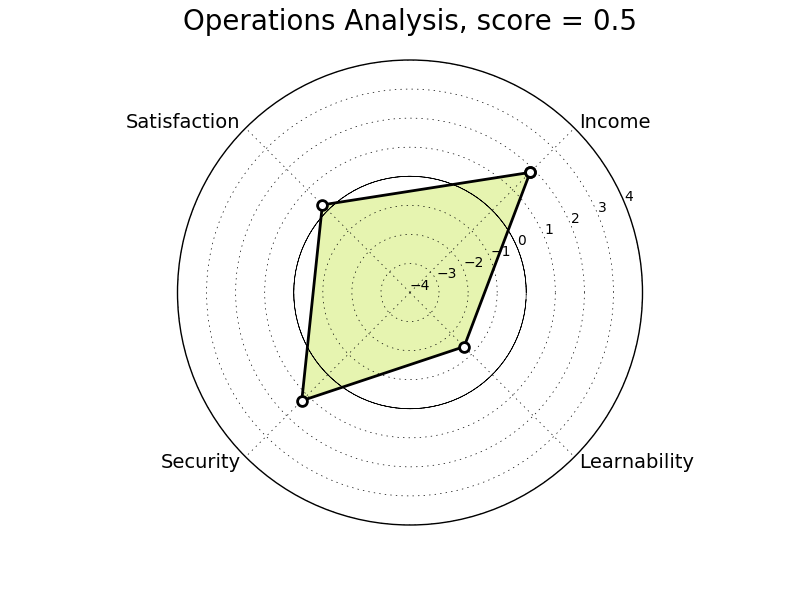 Operations Analysis, score = 0.5
Satisfaction
Income
4
3
2
1
0
−1
−2
−3
−4
Security
Learnability